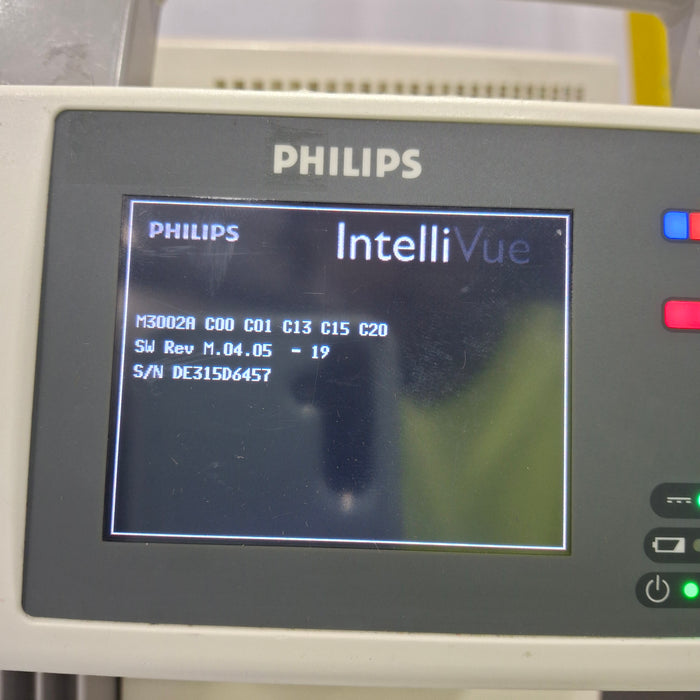 PHILIPS
PHILIPS IntelliVue
M3002A C00 C01 C13 C15 C20
SW Rev M.04.05 - 19
S/N DE315D6457